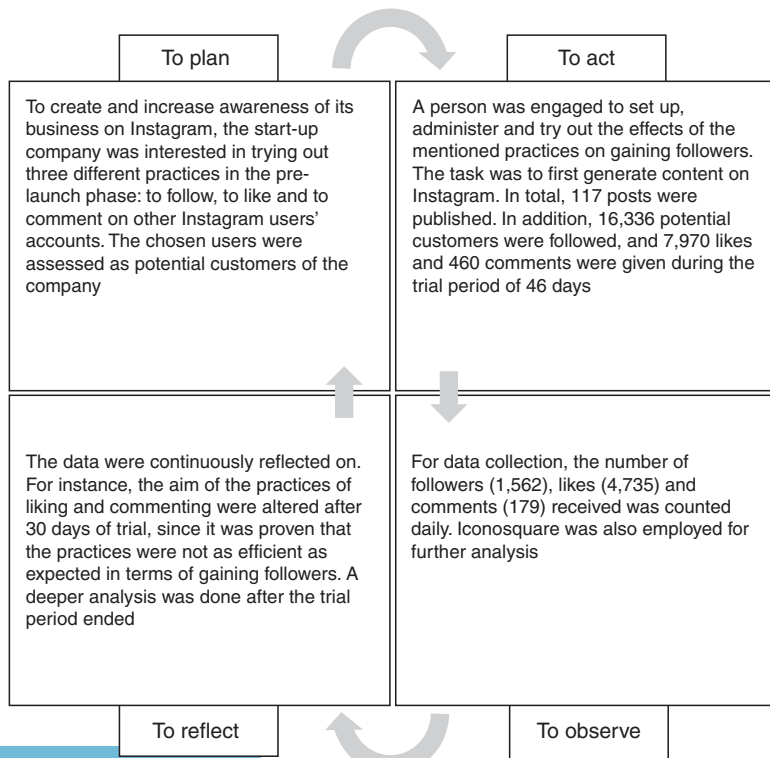 To plan
To create and increase awareness of its
business on Instagram, the start-up
company was interested in trying out
three different practices in the pre-
launch phase: to follow, to like and to
comment on other Instagram users'
accounts. The chosen users were
assessed as potential customers of the
company
To act
A person was engaged to set up,
administer and try out the effects of the
mentioned practices on gaining followers.
The task was to first generate content on
Instagram. In total, 117 posts were
published. In addition, 16,336 potential
customers were followed, and 7,970 likes
and 460 comments were given during the
trial period of 46 days
The data were continuously reflected on.
For instance, the aim of the practices of
liking and commenting were altered after
30 days of trial, since it was proven that
the practices were not as efficient as
expected in terms of gaining followers. A
deeper analysis was done after the trial
period ended
To reflect
For data collection, the number of
followers (1,562), likes (4,735) and
comments (179) received was counted
daily. Iconosquare was also employed for
further analysis
To observe